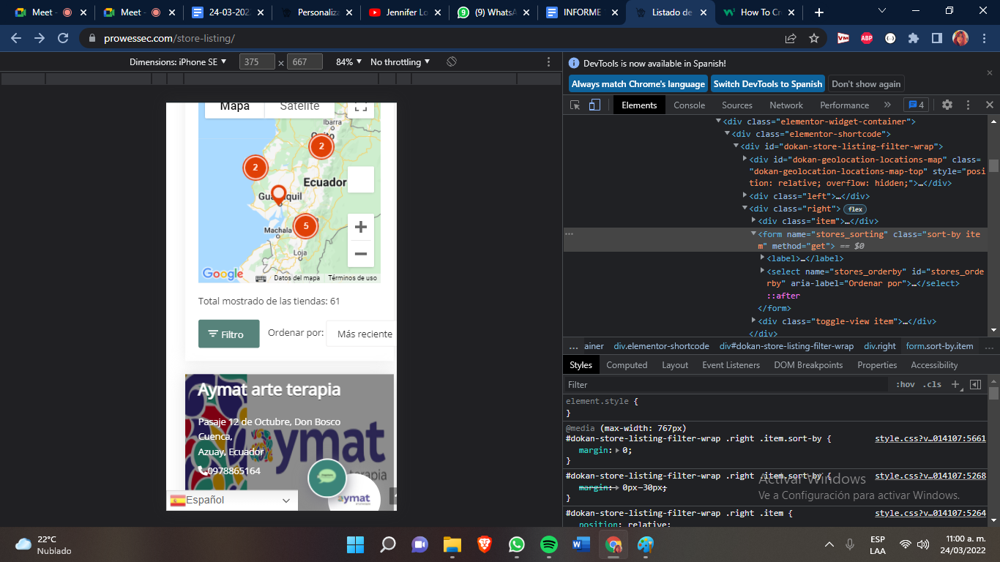 Meet -
Meet -
24-03-202
Personaliza
Jennifer Lo
(9) WhatsA
INFORME
Listado de
How To Cr
prowessec.com/store-listing/
Dimensions: iPhone SE
375 × 667
84%
No throttling
DevTools is now available in Spanish!
Always match Chrome's language
Switch DevTools to Spanish
Don't show again
Elements
Console
Sources
Network
Performance
4
<div class="elementor-widget-container">
<div class="elementor-shortcode">
<div id="dokan-store-listing-filter-wrap">
<div id="dokan-geolocation-locations-map" class=
"dokan-geolocation-locations-map-top" style="posi
tion: relative; overflow: hidden;">…</div>
<div class="left">…</div>
<div class="right"> flex
<div class="item">…</div>
<form name="stores_sorting" class="sort-by ite
m" method="get"> == $0
<label>…</label>
<select name="stores_orderby" id="stores_orde
rby" aria-label="Ordenar por">…</select>
::after
</form>
<div class="toggle-view item">…</div>
</div>
... ainer
div.elementor-shortcode
div#dokan-store-listing-filter-wrap
div.right
form.sort-by.item
...
Styles
Computed
Layout
Event Listeners
DOM Breakpoints
Properties
Accessibility
Filter
:hov .cls
element.style {
}
@media (max-width: 767px)
#dokan-store-listing-filter-wrap .right .item.sort-by {
style.css?v…014107:5661
margin: 0;
}
#dokan-store-listing-filter-wrap .right .item.sort-by {
style.css?v…014107:5268
margin: 0px 30px;
}
#dokan-store-listing-filter-wrap .right .item {
style.css?v…014107:5264
position: relative;
Activar Windows
Ve a Configuración para activar Windows.
Mapa
Satélite
Ibarra
Quito
2
2
Ecuador
Guayaquil
5
Machala
Loja
Google
Datos del mapa
Términos de uso
Total mostrado de las tiendas: 61
Filtro
Ordenar por:
Más reciente
Aymat arte terapia
Pasaje 12 de Octubre, Don Bosco
Cuenca,
Azuay, Ecuador
0978865164
aymat
terapia
aymat
Español
22°C
Nublado
ESP
LAA
11:00 a. m.
24/03/2022